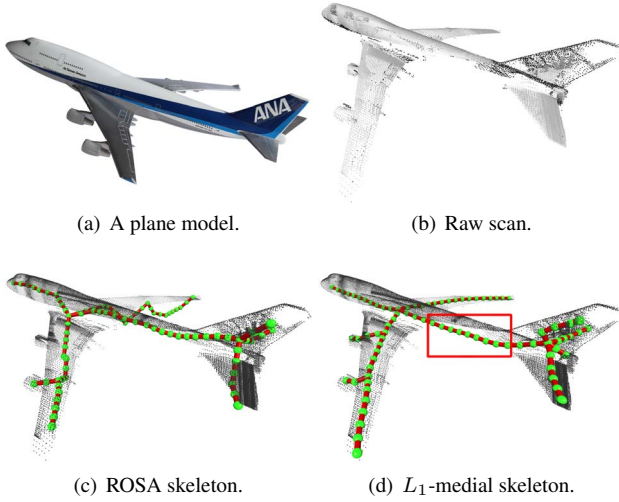 ANA
(a) A plane model.
(b) Raw scan.
(c) ROSA skeleton.
(d) L₁-medial skeleton.